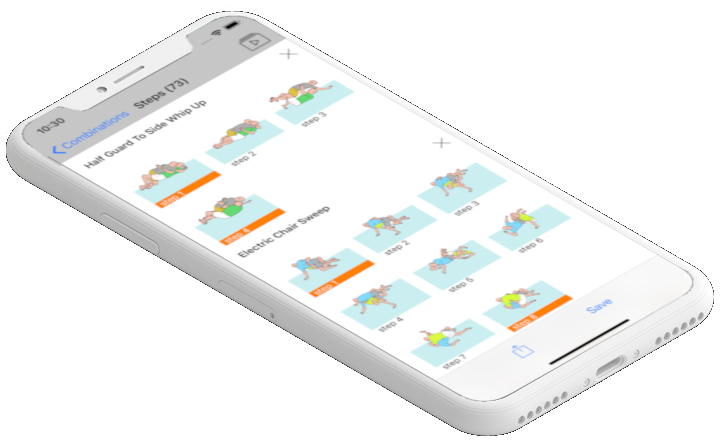 10:30
Combinations
Steps (73)
Half Guard To Side Whip Up
step 1
step 2
step 3
step 4
Electric Chair Sweep
step 1
step 2
step 3
step 4
step 5
step 6
step 7
step 8
Save